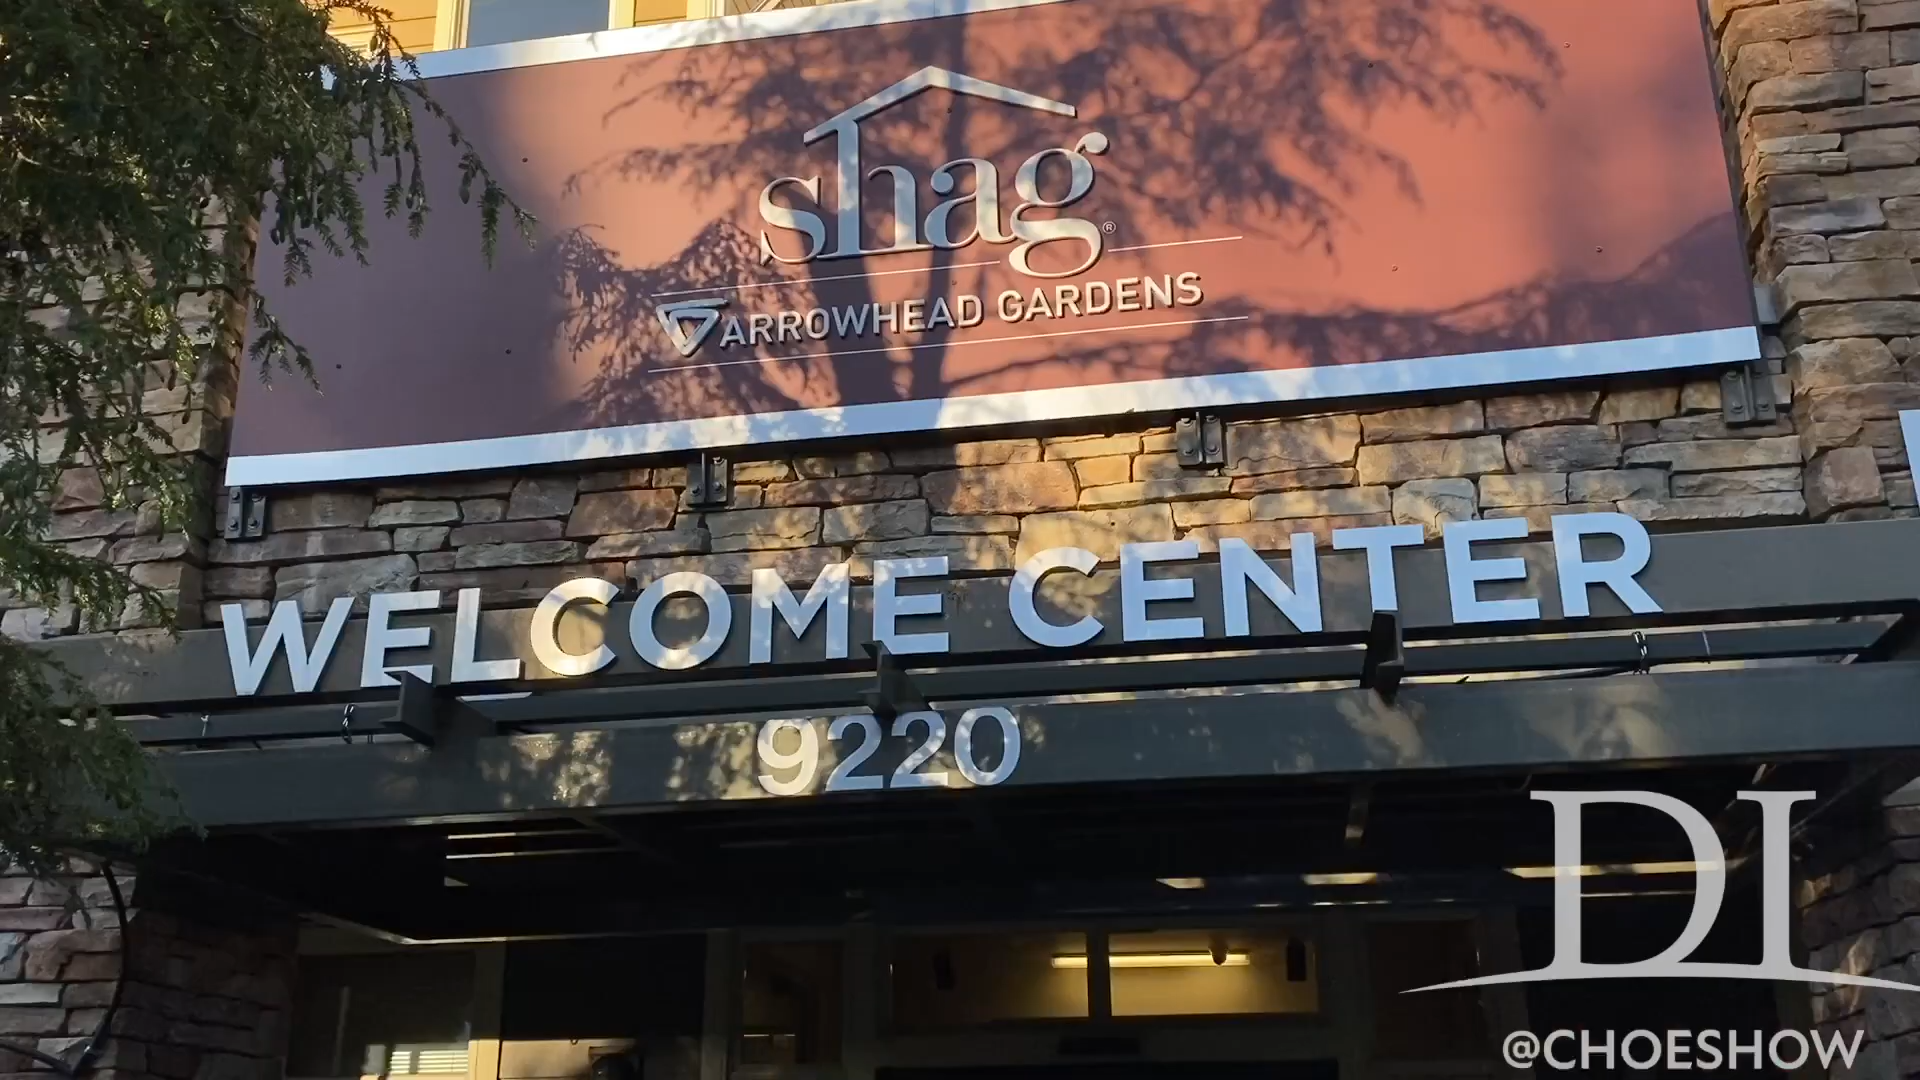 shag®
ARROWHEAD GARDENS
WELCOME CENTER
9220
DI
@CHOESHOW